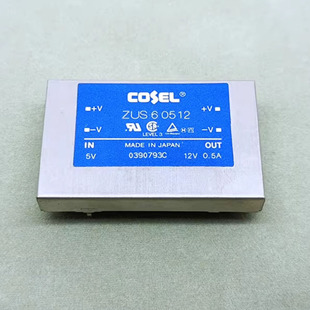 COSEL®
ZUS 6 0512
+V +V
-V LEVEL 3 -V
IN MADE IN JAPAN OUT
5V 0390793C 12V 0.5A